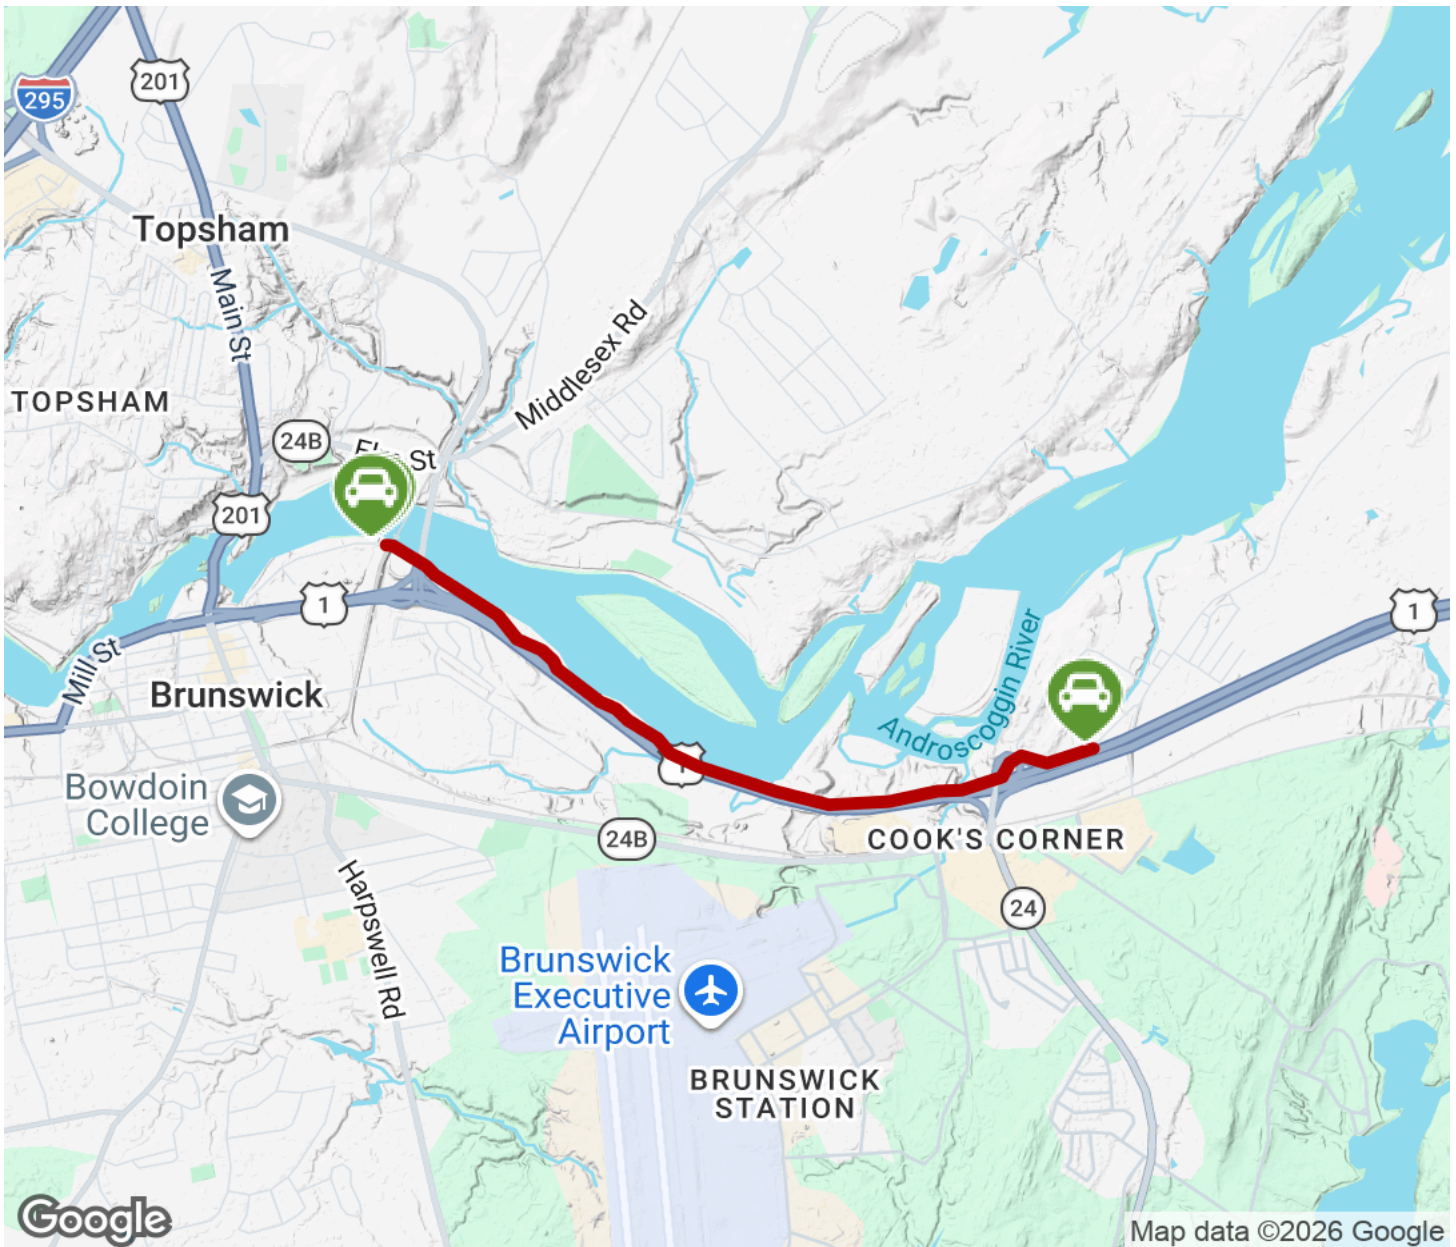 201
295
Topsham
Main St
Middlesex Rd
TOPSHAM
24B
St
201
1
1
Mill St
Brunswick
Androscoggin River
Bowdoin
College
24B
COOK'S CORNER
24
Harpswell Rd
Brunswick
Executive
Airport
BRUNSWICK
STATION
Google
Map data ©2026 Google